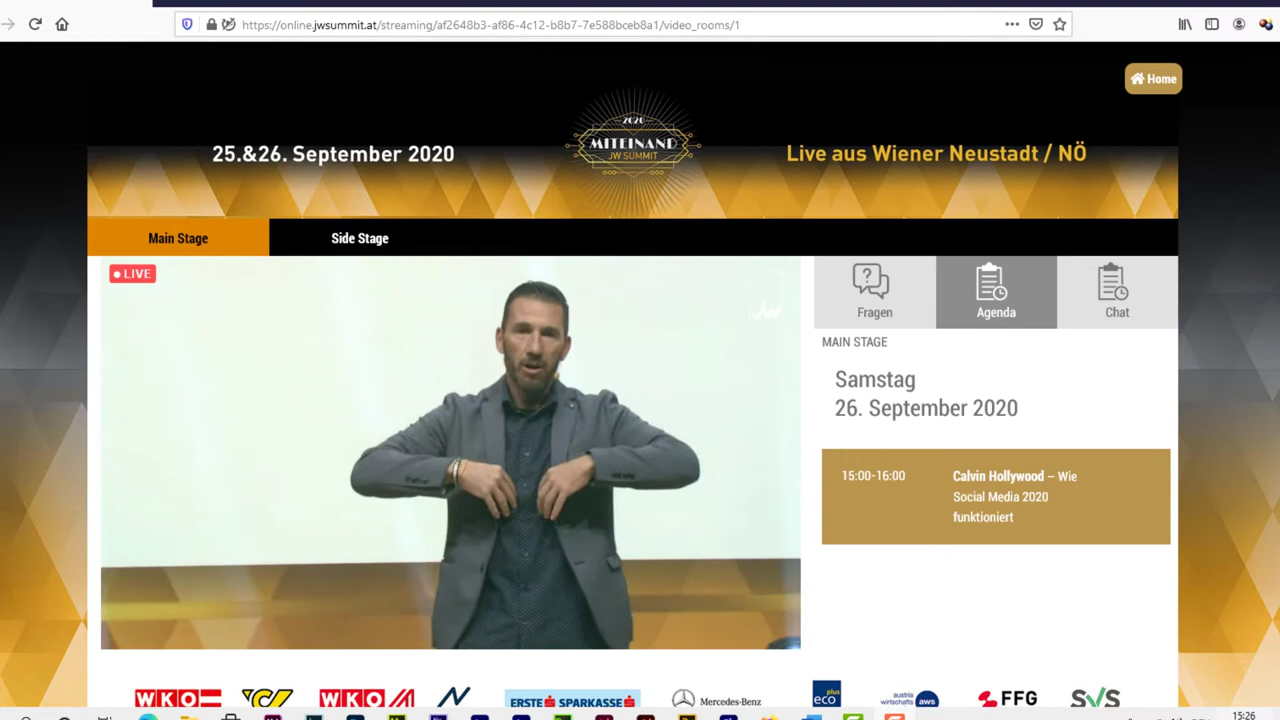 https://online.jwsummit.at/streaming/af2648b3-af86-4c12-b8b7-7e588bceb8a1/video_rooms/1
Home
2020
25.&26. September 2020
MITEINAND
JW SUMMIT
Live aus Wiener Neustadt / NÖ
Main Stage
Side Stage
LIVE
JW
Fragen
Agenda
Chat
MAIN STAGE
Samstag
26. September 2020
15:00-16:00
Calvin Hollywood – Wie
Social Media 2020
funktioniert
WKO
WKO
ERSTE SPARKASSE
Mercedes-Benz
eco
plus
austria
wirtschafts
aws
FFG
SVS
15:26